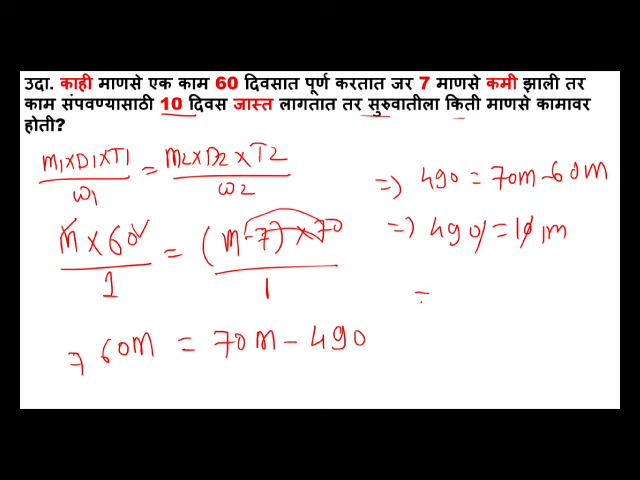 उदा. काही माणसे एक काम 60 दिवसात पूर्ण करतात जर 7 माणसे कमी झाली तर
काम संपवण्यासाठी 10 दिवस जास्त लागतात तर सुरुवातीला किती माणसे कामावर
होती?
M1×D1×T1 / W1 = M2×D2×T2 / W2
M×60 / 1 = (M-7)×70 / 1
60M = 70M - 490
=> 490 = 70M - 60M
=> 490 = 10M
=